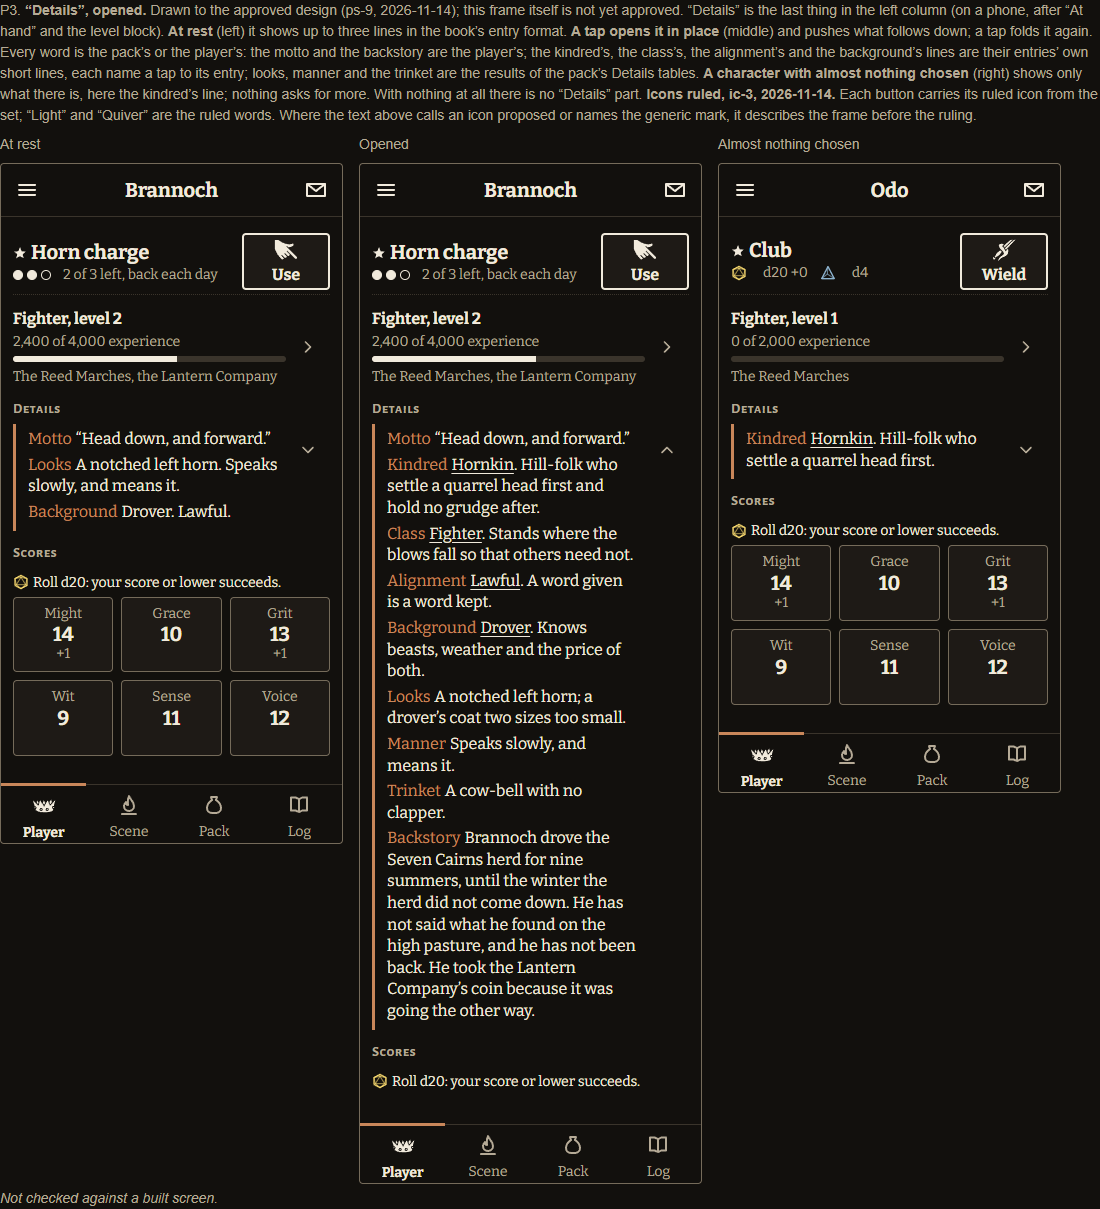 P3. “Details”, opened. Drawn to the approved design (ps-9, 2026-11-14); this frame itself is not yet approved. “Details” is the last thing in the left column (on a phone, after “At
hand” and the level block). At rest (left) it shows up to three lines in the book’s entry format. A tap opens it in place (middle) and pushes what follows down; a tap folds it again.
Every word is the pack’s or the player’s: the motto and the backstory are the player’s; the kindred’s, the class’s, the alignment’s and the background’s lines are their entries’ own
short lines, each name a tap to its entry; looks, manner and the trinket are the results of the pack’s Details tables. A character with almost nothing chosen (right) shows only
what there is, here the kindred’s line; nothing asks for more. With nothing at all there is no “Details” part. Icons ruled, ic-3, 2026-11-14. Each button carries its ruled icon from the
set; “Light” and “Quiver” are the ruled words. Where the text above calls an icon proposed or names the generic mark, it describes the frame before the ruling.
At rest
Brannoch
Horn charge
2 of 3 left, back each day
Use
Fighter, level 2
2,400 of 4,000 experience
The Reed Marches, the Lantern Company
Details
Motto “Head down, and forward.”
Looks A notched left horn. Speaks
slowly, and means it.
Background Drover. Lawful.
Scores
Roll d20: your score or lower succeeds.
Might
14
+1
Grace
10
Grit
13
+1
Wit
9
Sense
11
Voice
12
Player
Scene
Pack
Log
Opened
Brannoch
Horn charge
2 of 3 left, back each day
Use
Fighter, level 2
2,400 of 4,000 experience
The Reed Marches, the Lantern Company
Details
Motto “Head down, and forward.”
Kindred Hornkin. Hill-folk who
settle a quarrel head first and
hold no grudge after.
Class Fighter. Stands where the
blows fall so that others need not.
Alignment Lawful. A word given
is a word kept.
Background Drover. Knows
beasts, weather and the price of
both.
Looks A notched left horn; a
drover’s coat two sizes too small.
Manner Speaks slowly, and
means it.
Trinket A cow-bell with no
clapper.
Backstory Brannoch drove the
Seven Cairns herd for nine
summers, until the winter the
herd did not come down. He has
not said what he found on the
high pasture, and he has not been
back. He took the Lantern
Company’s coin because it was
going the other way.
Scores
Roll d20: your score or lower succeeds.
Player
Scene
Pack
Log
Almost nothing chosen
Odo
Club
d20 +0 d4
Wield
Fighter, level 1
0 of 2,000 experience
The Reed Marches
Details
Kindred Hornkin. Hill-folk who
settle a quarrel head first.
Scores
Roll d20: your score or lower succeeds.
Might
14
+1
Grace
10
Grit
13
+1
Wit
9
Sense
11
Voice
12
Player
Scene
Pack
Log
Not checked against a built screen.